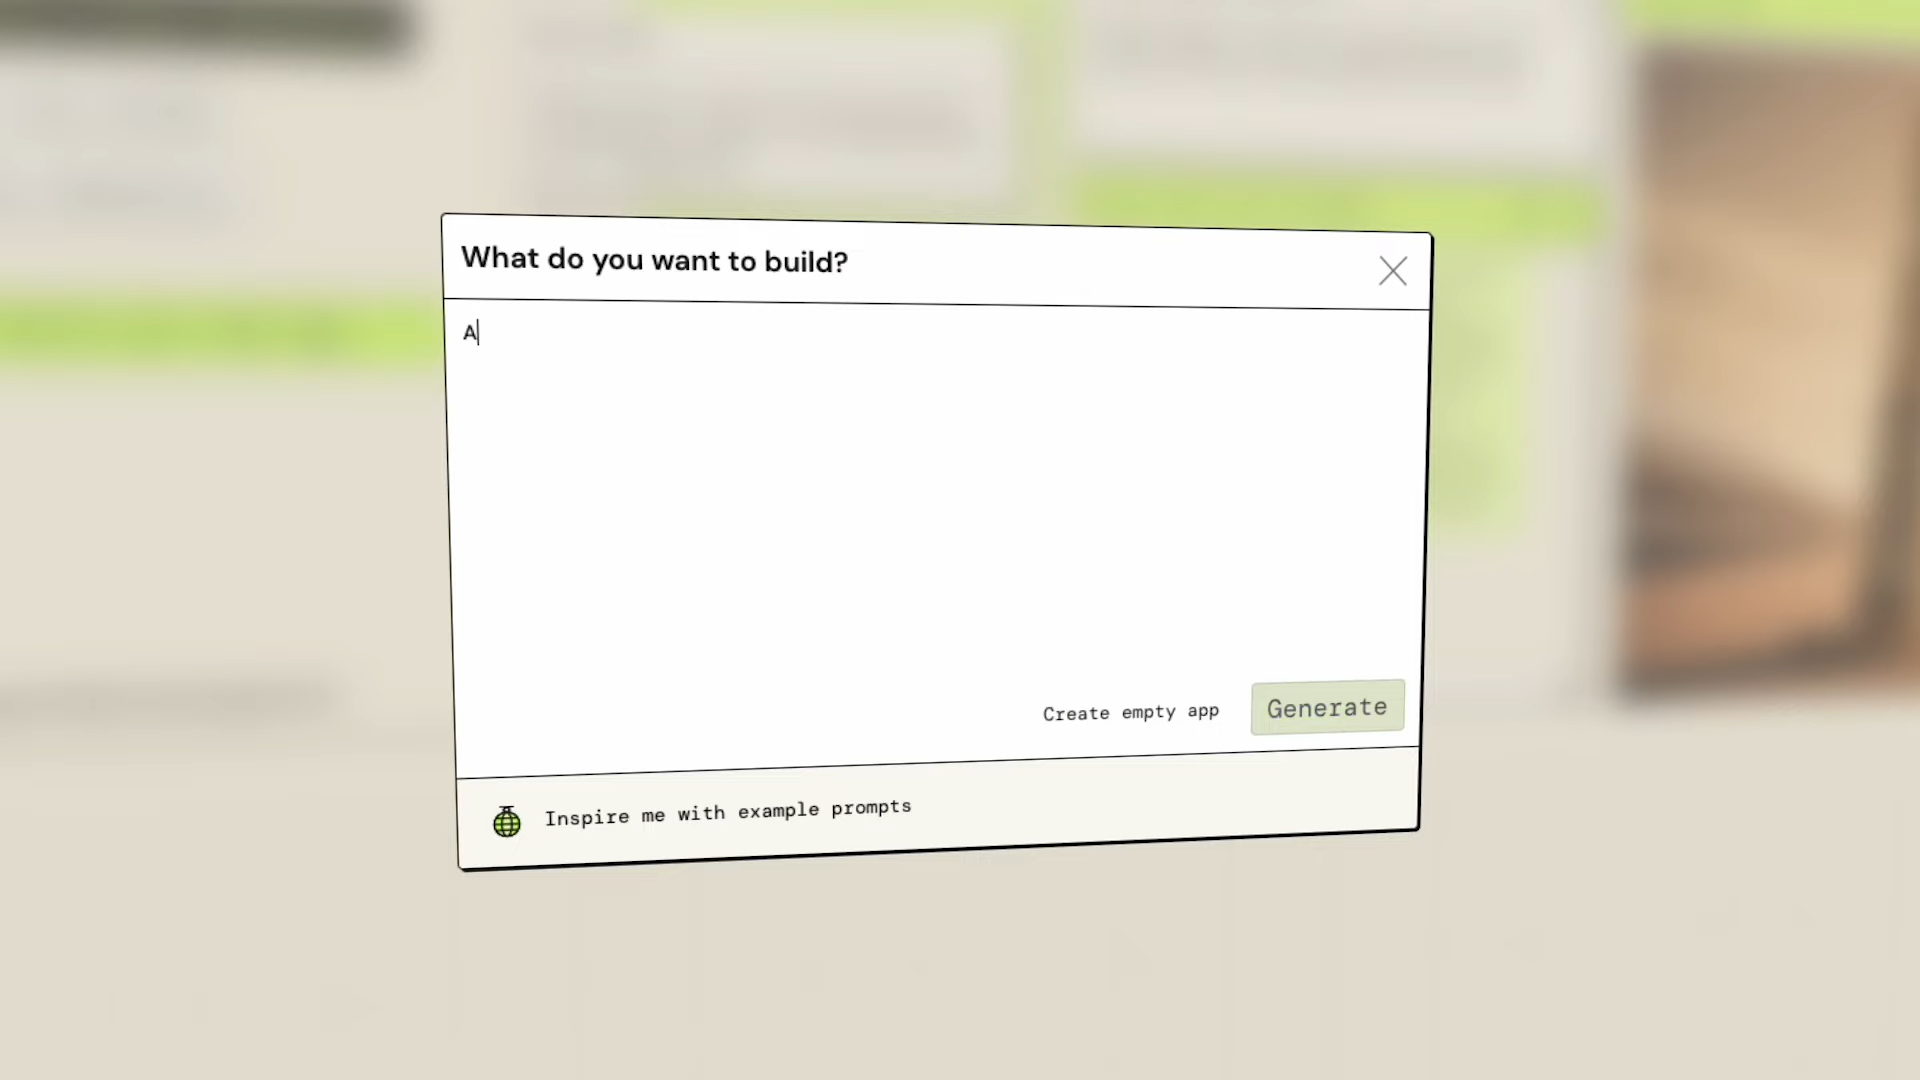 What do you want to build?
A
Create empty app
Generate
Inspire me with example prompts